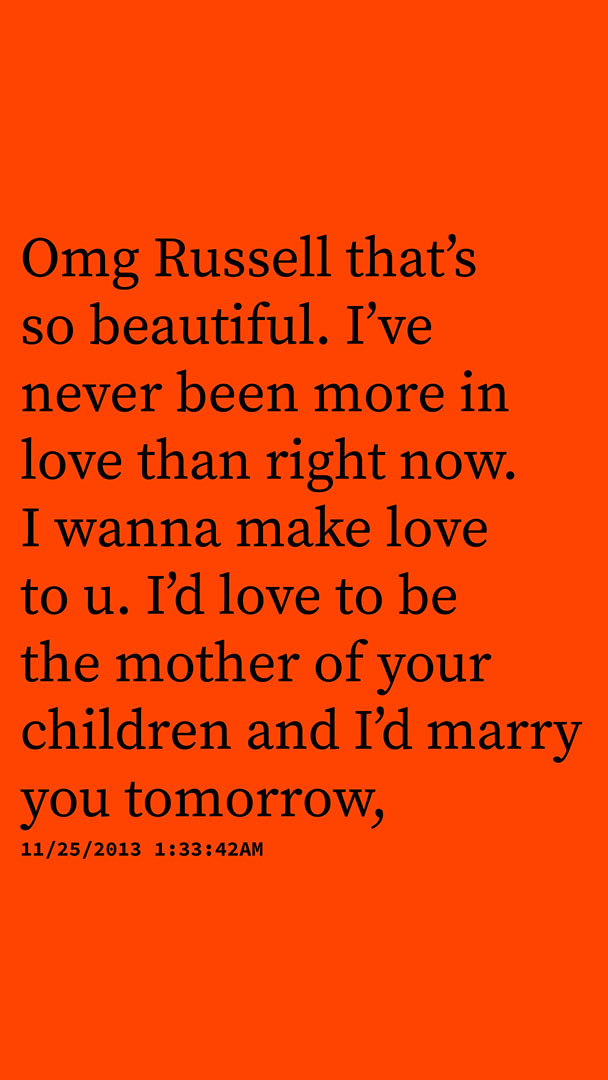 Omg Russell that’s
so beautiful. I’ve
never been more in
love than right now.
I wanna make love
to u. I’d love to be
the mother of your
children and I’d marry
you tomorrow,
11/25/2013 1:33:42AM